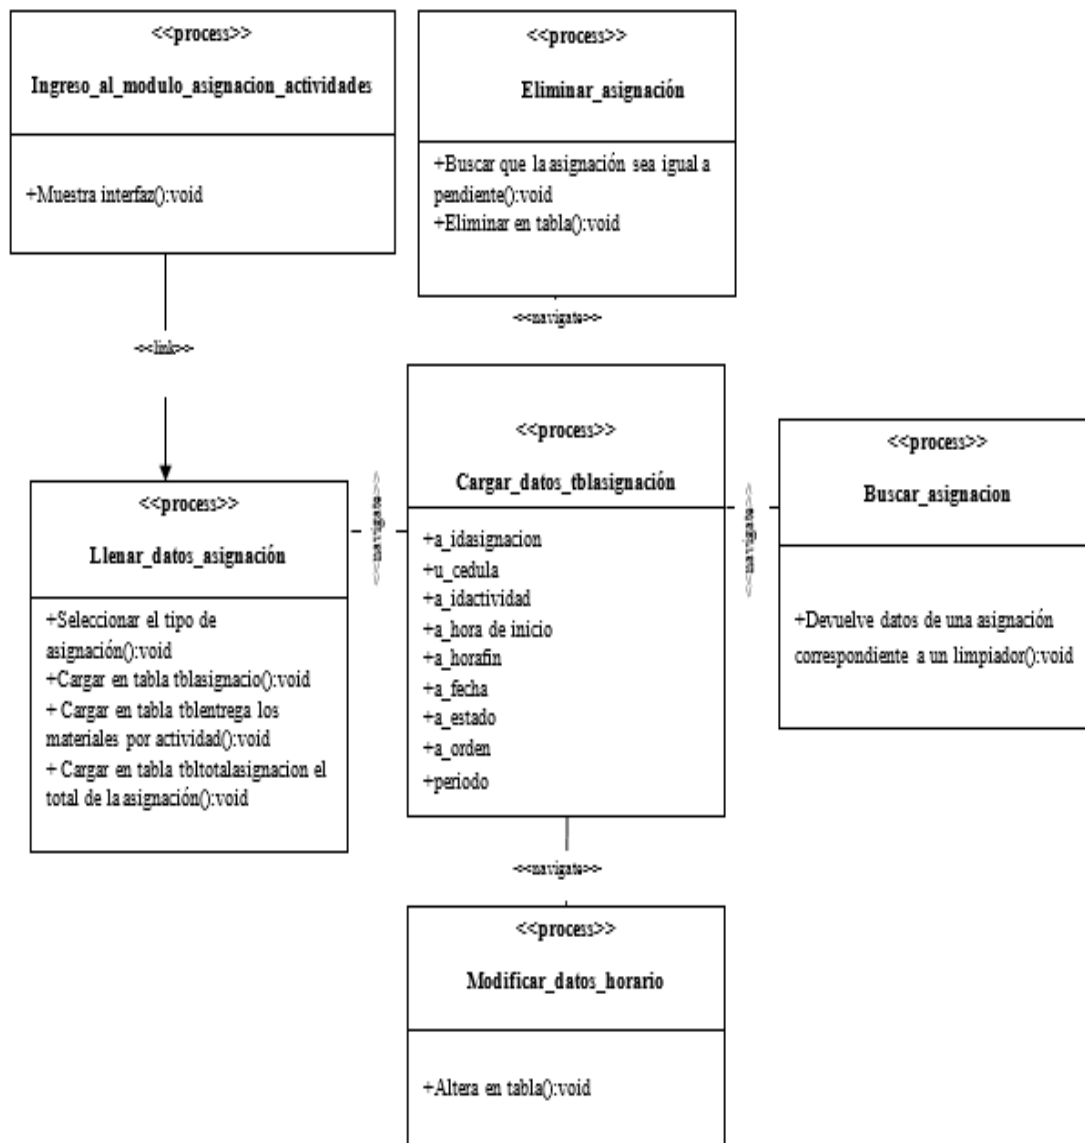 <<process>>
Ingreso_al_modulo_asignacion_actividades
+Muestra interfaz():void
<<process>>
Eliminar_asignación
+Buscar que la asignación sea igual a
pendiente():void
+Eliminar en tabla():void
<<link>>
<<navigate>>
<<process>>
Llenar_datos_asignación
+Seleccionar el tipo de
asignación():void
+Cargar en tabla tblasignacio():void
+ Cargar en tabla tblentrega los
materiales por actividad():void
+ Cargar en tabla tbltotalasignacion el
total de la asignación():void
<<navigate>>
<<process>>
Cargar_datos_tblasignación
+a_idasignacion
+u_cedula
+a_idactividad
+a_hora de inicio
+a_horafin
+a_fecha
+a_estado
+a_orden
+periodo
<<navigate>>
<<process>>
Buscar_asignacion
+Devuelve datos de una asignación
correspondiente a un limpiador():void
<<navigate>>
<<process>>
Modificar_datos_horario
+Altera en tabla():void